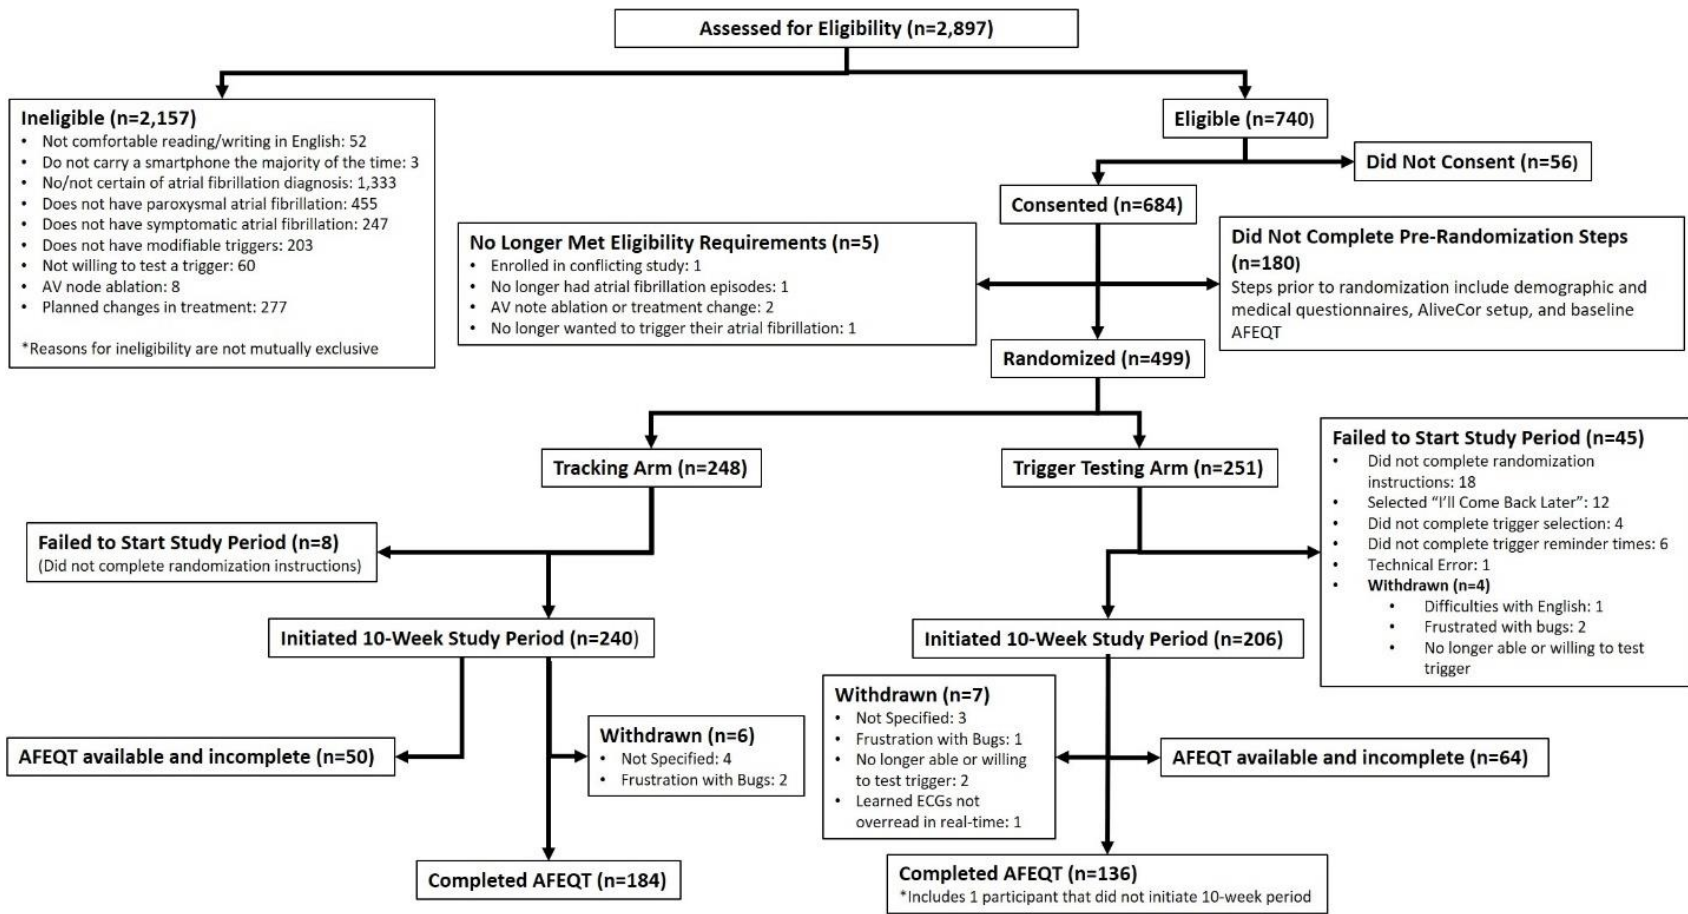 Assessed for Eligibility (n=2,897)
Ineligible (n=2,157)
• Not comfortable reading/writing in English: 52
• Do not carry a smartphone the majority of the time: 3
• No/not certain of atrial fibrillation diagnosis: 1,333
• Does not have paroxysmal atrial fibrillation: 455
• Does not have symptomatic atrial fibrillation: 247
• Does not have modifiable triggers: 203
• Not willing to test a trigger: 60
• AV node ablation: 8
• Planned changes in treatment: 277
*Reasons for ineligibility are not mutually exclusive
Eligible (n=740)
Did Not Consent (n=56)
Consented (n=684)
No Longer Met Eligibility Requirements (n=5)
• Enrolled in conflicting study: 1
• No longer had atrial fibrillation episodes: 1
• AV note ablation or treatment change: 2
• No longer wanted to trigger their atrial fibrillation: 1
Did Not Complete Pre-Randomization Steps
(n=180)
Steps prior to randomization include demographic and
medical questionnaires, AliveCor setup, and baseline
AFEQT
Randomized (n=499)
Tracking Arm (n=248)
Trigger Testing Arm (n=251)
Failed to Start Study Period (n=8)
(Did not complete randomization instructions)
Failed to Start Study Period (n=45)
• Did not complete randomization
instructions: 18
• Selected “I’ll Come Back Later”: 12
• Did not complete trigger selection: 4
• Did not complete trigger reminder times: 6
• Technical Error: 1
• Withdrawn (n=4)
• Difficulties with English: 1
• Frustrated with bugs: 2
• No longer able or willing to test
trigger
Initiated 10-Week Study Period (n=240)
Initiated 10-Week Study Period (n=206)
AFEQT available and incomplete (n=50)
Withdrawn (n=6)
• Not Specified: 4
• Frustration with Bugs: 2
Withdrawn (n=7)
• Not Specified: 3
• Frustration with Bugs: 1
• No longer able or willing
to test trigger: 2
• Learned ECGs not
overread in real-time: 1
AFEQT available and incomplete (n=64)
Completed AFEQT (n=184)
Completed AFEQT (n=136)
*Includes 1 participant that did not initiate 10-week period